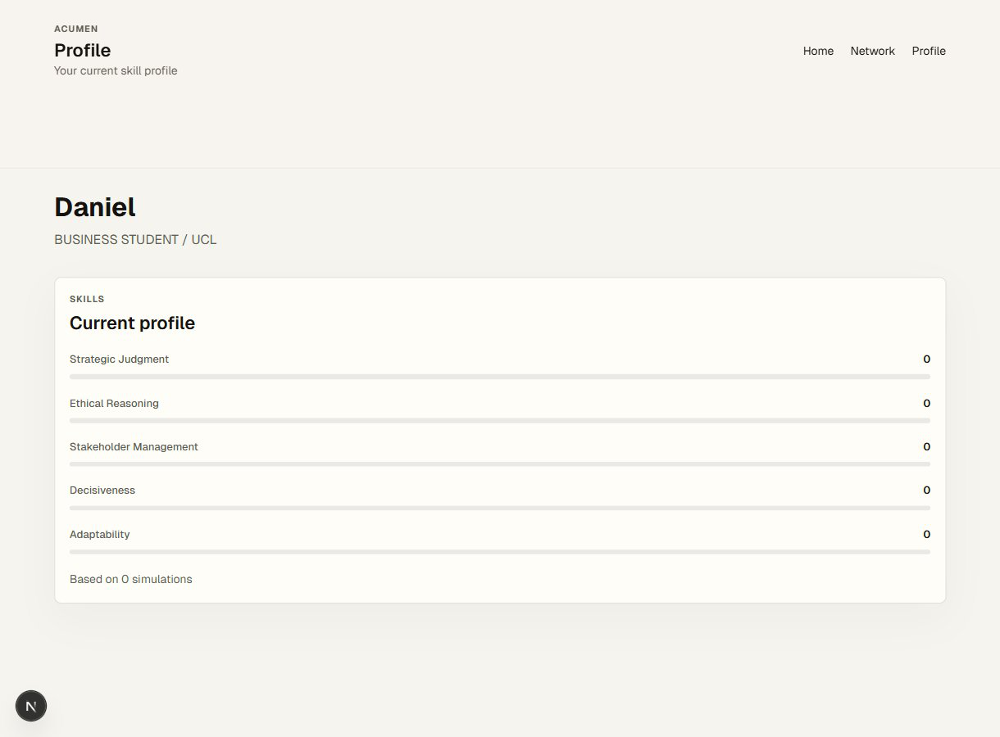 ACUMEN
Profile
Your current skill profile
Home Network Profile
Daniel
BUSINESS STUDENT / UCL
SKILLS
Current profile
Strategic Judgment 0
Ethical Reasoning 0
Stakeholder Management 0
Decisiveness 0
Adaptability 0
Based on 0 simulations
N